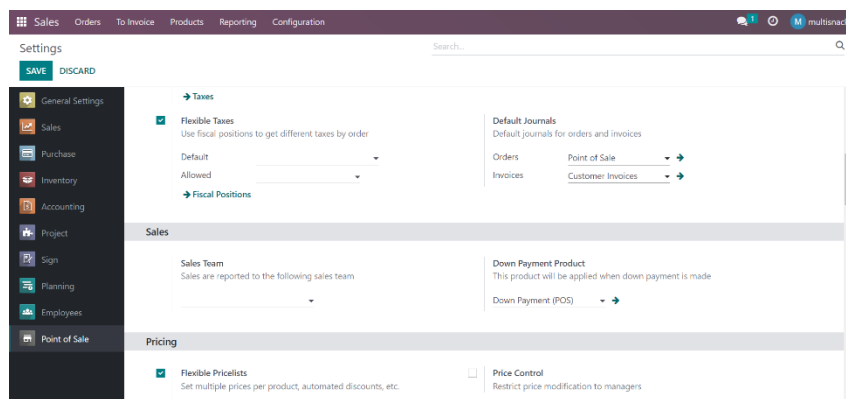 Sales Orders To Invoice Products Reporting Configuration 1 M multisnac
Settings Search...
SAVE DISCARD
General Settings
Sales
Purchase
Inventory
Accounting
Project
Sign
Planning
Employees
Point of Sale
→ Taxes
Flexible Taxes
Use fiscal positions to get different taxes by order
Default
Allowed
→ Fiscal Positions
Default Journals
Default journals for orders and invoices
Orders Point of Sale
Invoices Customer Invoices
Sales
Sales Team
Sales are reported to the following sales team
Down Payment Product
This product will be applied when down payment is made
Down Payment (POS)
Pricing
Flexible Pricelists
Set multiple prices per product, automated discounts, etc.
Price Control
Restrict price modification to managers